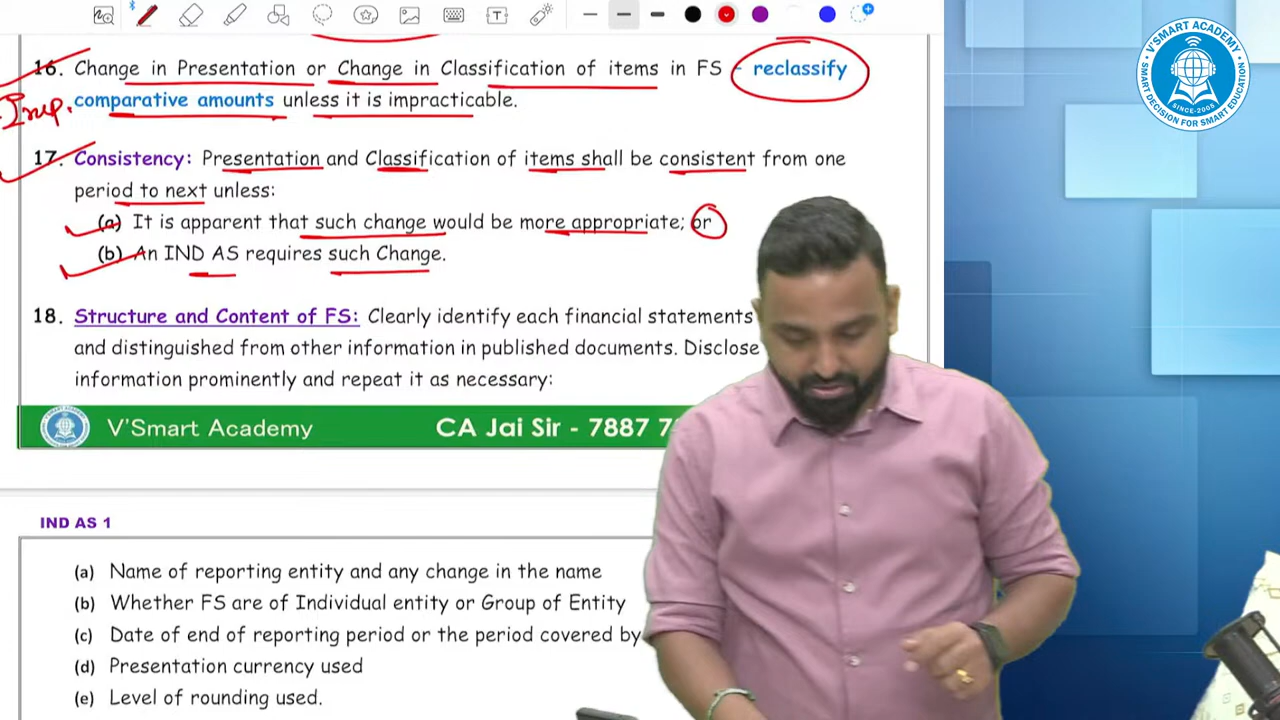 16. Change in Presentation or Change in Classification of items in FS - reclassify
Imp.
comparative amounts unless it is impracticable.
17. Consistency: Presentation and Classification of items shall be consistent from one
period to next unless:
(a) It is apparent that such change would be more appropriate; or
(b) An IND AS requires such Change.
18. Structure and Content of FS: Clearly identify each financial statements
and distinguished from other information in published documents. Disclose
information prominently and repeat it as necessary:
V'Smart Academy CA Jai Sir - 7887 7
IND AS 1
(a) Name of reporting entity and any change in the name
(b) Whether FS are of Individual entity or Group of Entity
(c) Date of end of reporting period or the period covered by
(d) Presentation currency used
(e) Level of rounding used.
V'SMART ACADEMY
SINCE-2005
SMART DECISION FOR SMART EDUCATION